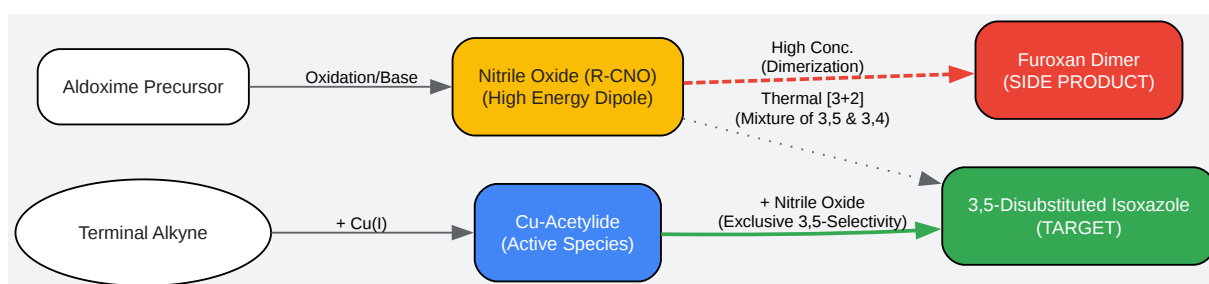 Aldoxime Precursor
Oxidation/Base
Nitrile Oxide (R-CNO)
(High Energy Dipole)
High Conc.
(Dimerization)
Furoxan Dimer
(SIDE PRODUCT)
Thermal [3+2]
(Mixture of 3,5 & 3,4)
Terminal Alkyne
+ Cu(I)
Cu-Acetylide
(Active Species)
+ Nitrile Oxide
(Exclusive 3,5-Selectivity)
3,5-Disubstituted Isoxazole
(TARGET)